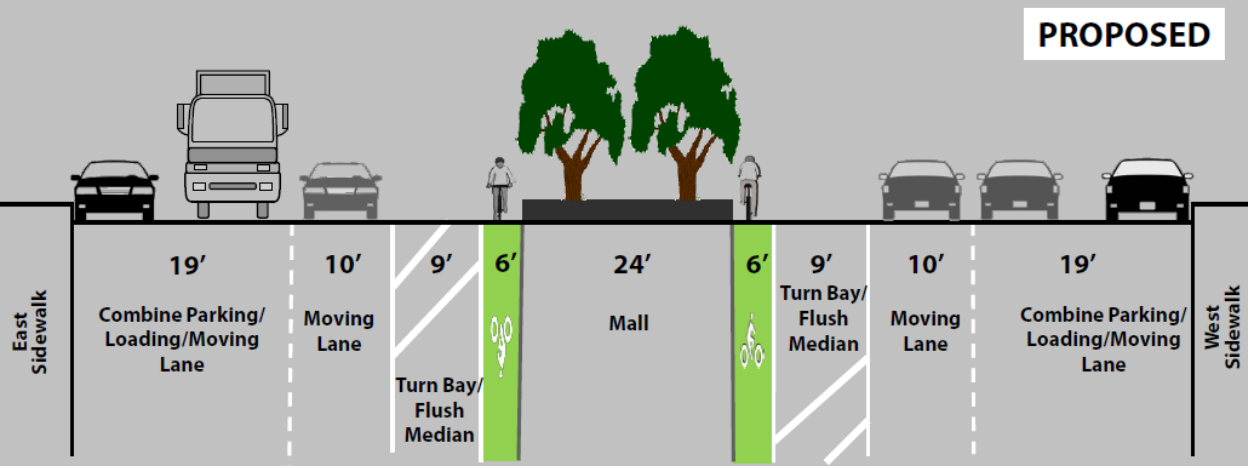 PROPOSED
19’
Combine Parking/
Loading/Moving
Lane
10’
Moving
Lane
9’
Turn Bay/
Flush
Median
6’
24’
Mall
6’
9’
Turn Bay/
Flush
Median
10’
Moving
Lane
19’
Combine Parking/
Loading/Moving
Lane
East
Sidewalk
West
Sidewalk